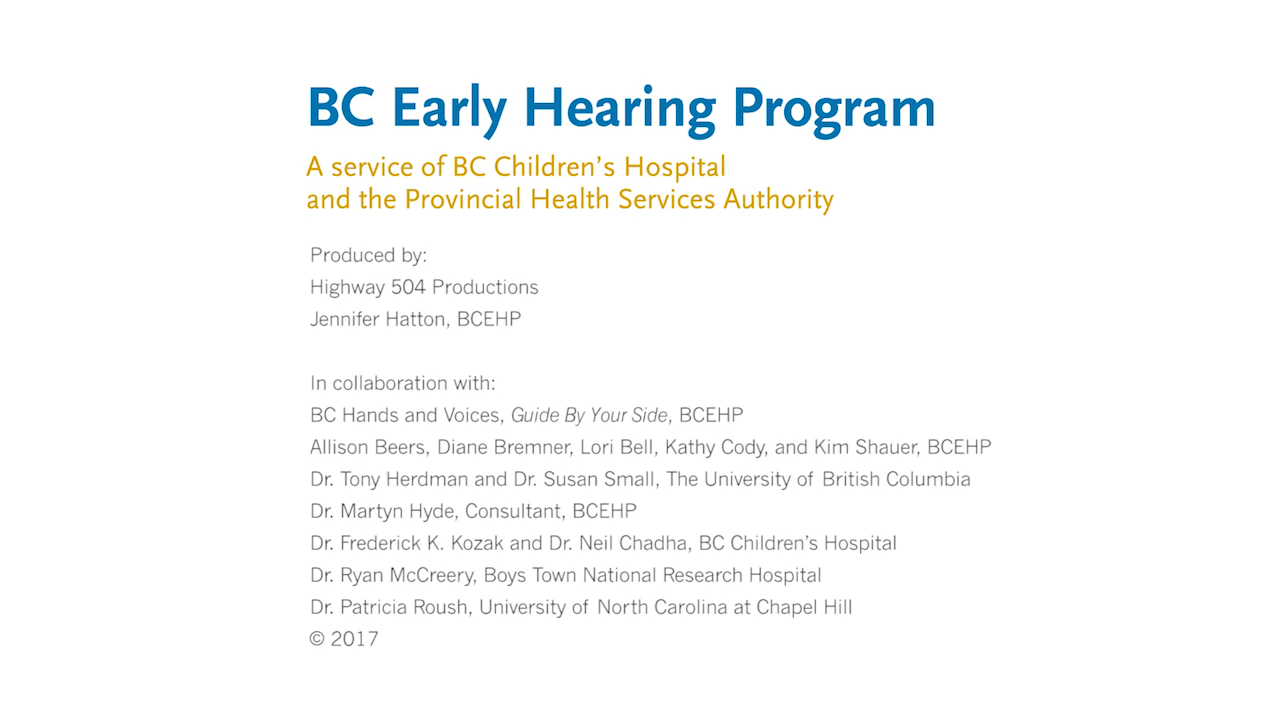 BC Early Hearing Program
A service of BC Children’s Hospital
and the Provincial Health Services Authority
Produced by:
Highway 504 Productions
Jennifer Hatton, BCEHP
In collaboration with:
BC Hands and Voices, Guide By Your Side, BCEHP
Allison Beers, Diane Bremner, Lori Bell, Kathy Cody, and Kim Shauer, BCEHP
Dr. Tony Herdman and Dr. Susan Small, The University of British Columbia
Dr. Martyn Hyde, Consultant, BCEHP
Dr. Frederick K. Kozak and Dr. Neil Chadha, BC Children’s Hospital
Dr. Ryan McCreery, Boys Town National Research Hospital
Dr. Patricia Roush, University of North Carolina at Chapel Hill
© 2017